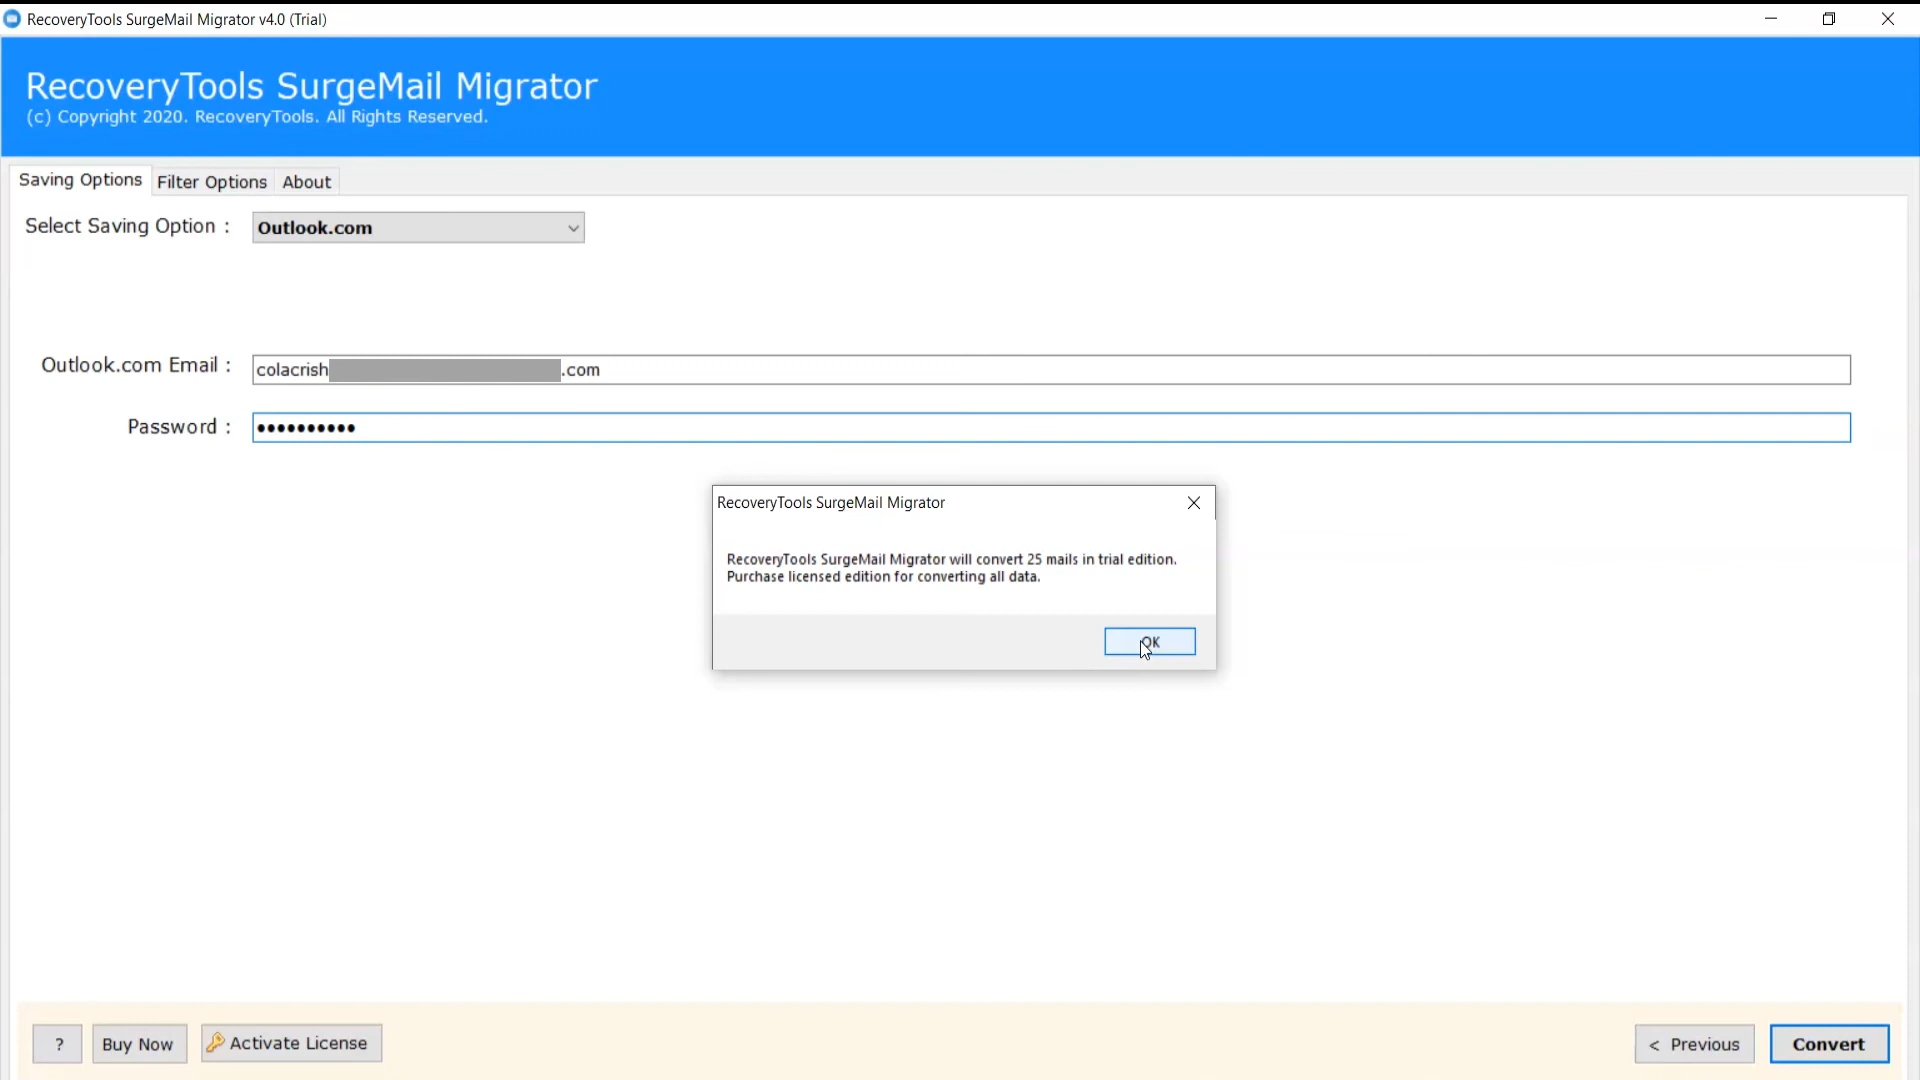 RecoveryTools SurgeMail Migrator v4.0 (Trial)
RecoveryTools SurgeMail Migrator
(c) Copyright 2020. RecoveryTools. All Rights Reserved.
Saving Options Filter Options About
Select Saving Option : Outlook.com
Outlook.com Email : colacrish .com
Password : ••••••••••
RecoveryTools SurgeMail Migrator
RecoveryTools SurgeMail Migrator will convert 25 mails in trial edition.
Purchase licensed edition for converting all data.
OK
? Buy Now Activate License < Previous Convert